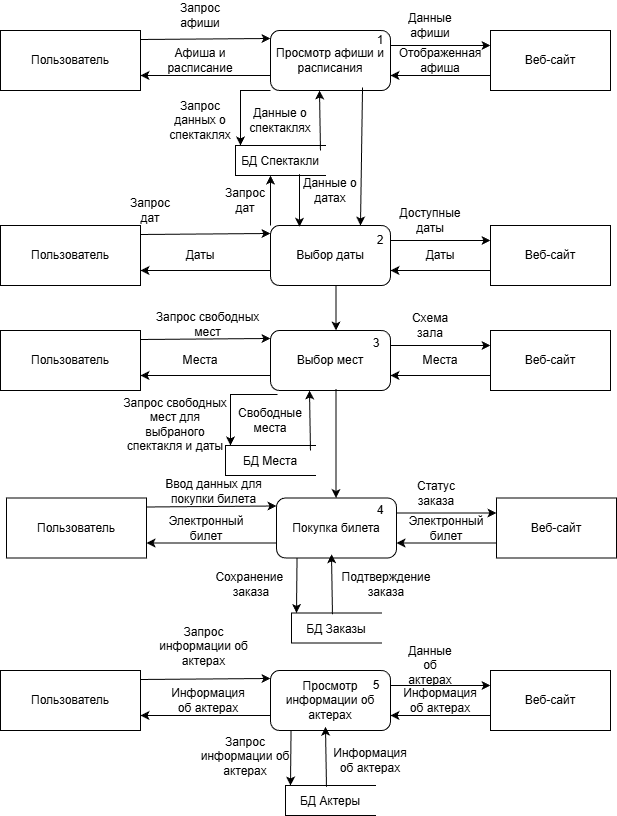 Запрос
афиши
Данные
афиши
1
Пользователь
Просмотр афиши и
расписания
Веб-сайт
Афиша и
расписание
Отображенная
афиша
Запрос
данных о
спектаклях
Данные о
спектаклях
БД Спектакли
Запрос
дат
Данные о
датах
Запрос
дат
Доступные
даты
2
Пользователь
Даты
Выбор даты
Даты
Веб-сайт
Запрос свободных
мест
Схема
зала
3
Пользователь
Места
Выбор мест
Места
Веб-сайт
Запрос свободных
мест для
выбраного
спектакля и даты
Свободные
места
БД Места
Ввод данных для
покупки билета
Статус
заказа
4
Пользователь
Электронный
билет
Покупка билета
Электронный
билет
Веб-сайт
Сохранение
заказа
Подтверждение
заказа
БД Заказы
Запрос
информации об
актерах
Данные
об
актерах
5
Пользователь
Информация
об актерах
Просмотр
информации об
актерах
Информация
об актерах
Веб-сайт
Запрос
информации об
актерах
Информация
об актерах
БД Актеры